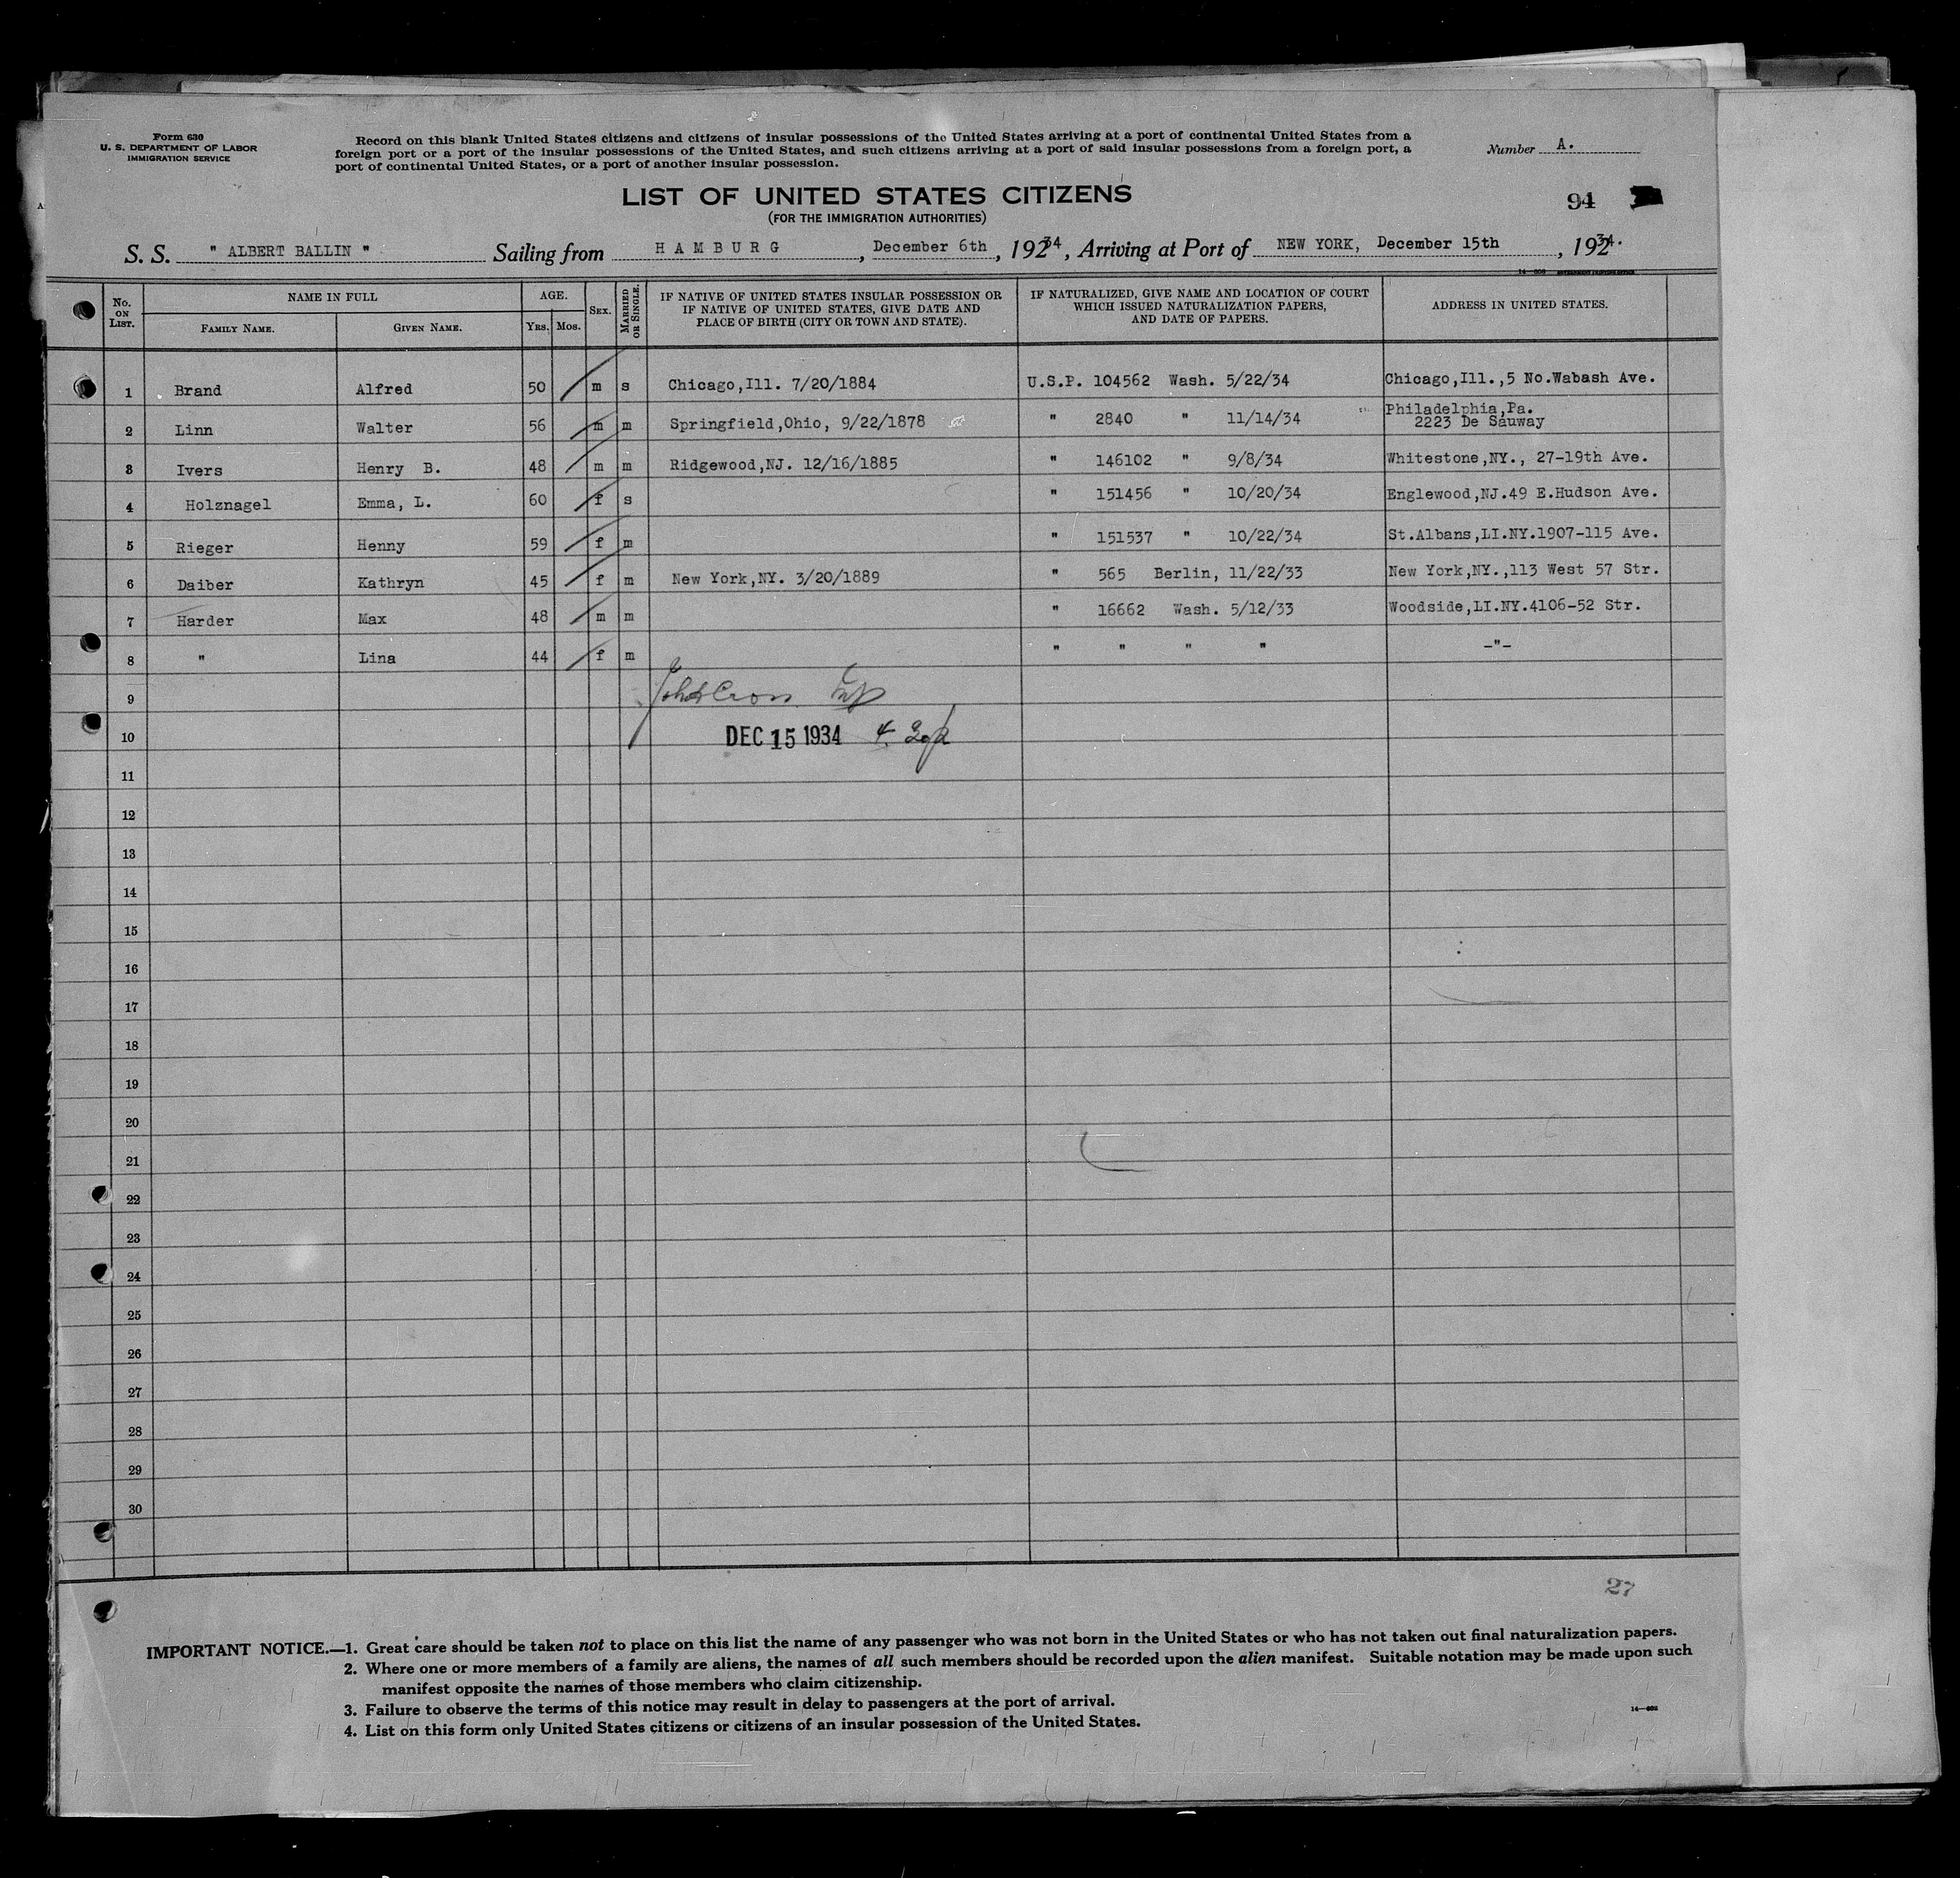 Form 630
U. S. DEPARTMENT OF LABOR
IMMIGRATION SERVICE
Record on this blank United States citizens and citizens of insular possessions of the United States arriving at a port of continental United States from a
foreign port or a port of the insular possessions of the United States, and such citizens arriving at a port of said insular possessions from a foreign port, a
port of continental United States, or a port of another insular possession.
Number A.
LIST OF UNITED STATES CITIZENS
(FOR THE IMMIGRATION AUTHORITIES)
94
S. S. " ALBERT BALLIN " Sailing from HAMBURG, December 6th, 19234, Arriving at Port of NEW YORK, December 15th, 19234.
No. ON LIST. NAME IN FULL AGE. SEX. MARRIED OR SINGLE. IF NATIVE OF UNITED STATES INSULAR POSSESSION OR IF NATIVE OF UNITED STATES, GIVE DATE AND PLACE OF BIRTH (CITY OR TOWN AND STATE). IF NATURALIZED, GIVE NAME AND LOCATION OF COURT WHICH ISSUED NATURALIZATION PAPERS, AND DATE OF PAPERS. ADDRESS IN UNITED STATES.
FAMILY NAME. GIVEN NAME. YRS. MOS.
1 Brand Alfred 50 m s Chicago,Ill. 7/20/1884 U.S.P. 104562 Wash. 5/22/34 Chicago,Ill.,5 No.Wabash Ave.
2 Linn Walter 56 m m Springfield,Ohio, 9/22/1878 " 2840 " 11/14/34 Philadelphia,Pa.
2223 De Sauway
3 Ivers Henry B. 48 m m Ridgewood,NJ. 12/16/1885 " 146102 " 9/8/34 Whitestone,NY., 27-19th Ave.
4 Holznagel Emma, L. 60 f s " 151456 " 10/20/34 Englewood,NJ.49 E.Hudson Ave.
5 Rieger Henny 59 f m " 151537 " 10/22/34 St.Albans,LI.NY.1907-115 Ave.
6 Daiber Kathryn 45 f m New York,NY. 3/20/1889 " 565 Berlin, 11/22/33 New York,NY.,113 West 57 Str.
7 Harder Max 48 m m " 16662 Wash. 5/12/33 Woodside,LI.NY.4106-52 Str.
8 " Lina 44 f m " " " " -"-
9
10 DEC 15 1934
11
12
13
14
15
16
17
18
19
20
21
22
23
24
25
26
27
28
29
30
27
IMPORTANT NOTICE.—1. Great care should be taken not to place on this list the name of any passenger who was not born in the United States or who has not taken out final naturalization papers.
2. Where one or more members of a family are aliens, the names of all such members should be recorded upon the alien manifest. Suitable notation may be made upon such
manifest opposite the names of those members who claim citizenship.
3. Failure to observe the terms of this notice may result in delay to passengers at the port of arrival.
4. List on this form only United States citizens or citizens of an insular possession of the United States.